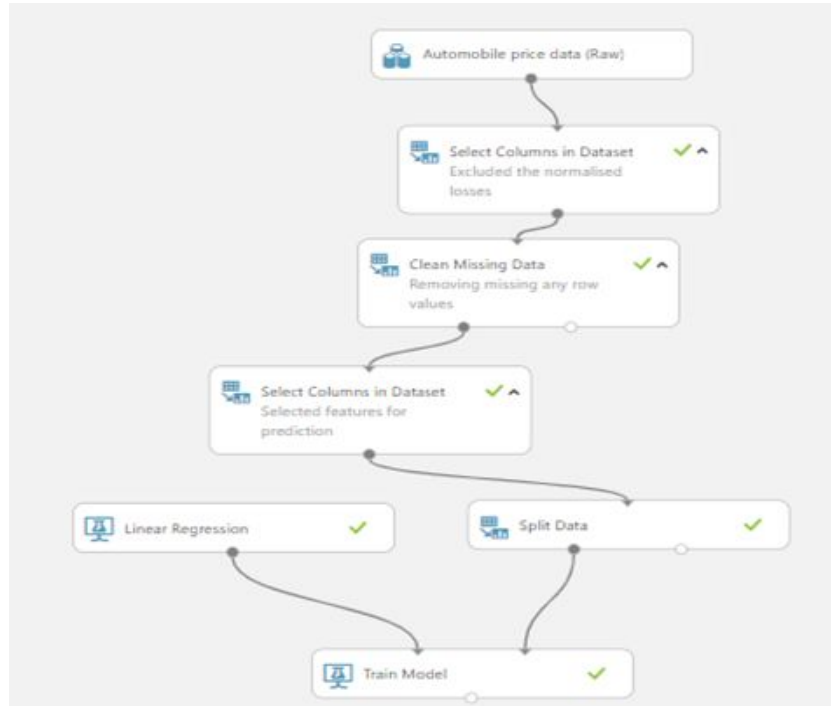 Automobile price data (Raw)
Select Columns in Dataset
Excluded the normalised
losses
Clean Missing Data
Removing missing any row
values
Select Columns in Dataset
Selected features for
prediction
Linear Regression
Split Data
Train Model